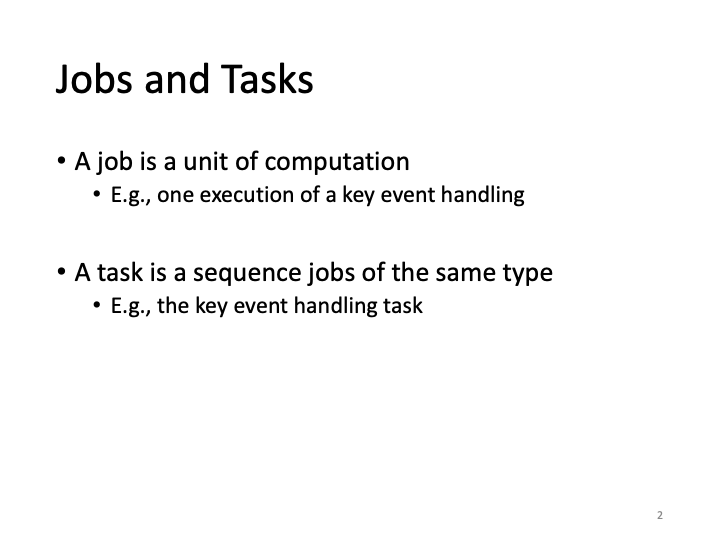 Jobs and Tasks
• A job is a unit of computation
• E.g., one execution of a key event handling
• A task is a sequence jobs of the same type
• E.g., the key event handling task
2